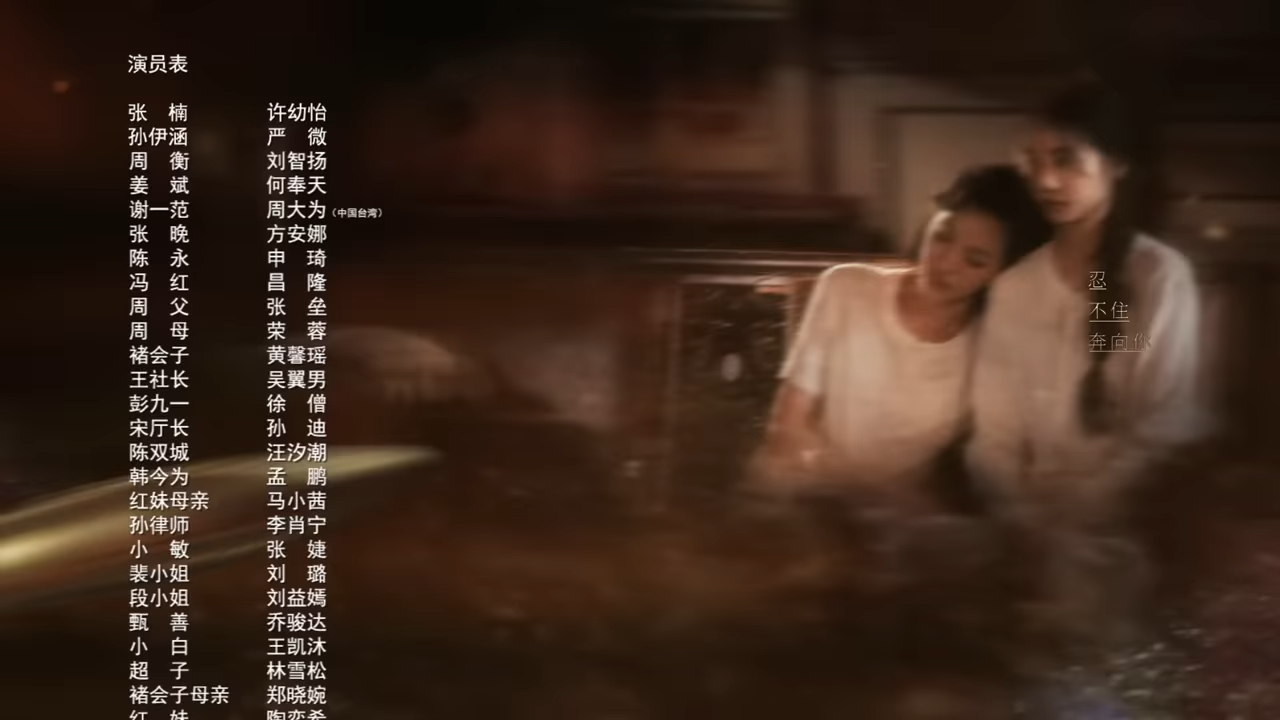 演员表
张 楠 许幼怡
孙伊涵 严 微
周 衡 刘智扬
姜 斌 何奉天
谢一范 周大为（中国台湾）
张 晚 方安娜
陈 永 申 琦
冯 红 昌 隆
周 父 张 垒
周 母 荣 蓉
褚会子 黄馨瑶
王社长 吴翼男
彭九一 徐 僧
宋厅长 孙 迪
陈双城 汪汐潮
韩今为 孟 鹏
红妹母亲 马小茜
孙律师 李肖宁
小 敏 张 婕
裴小姐 刘 璐
段小姐 刘益嫣
甄 善 乔骏达
小 白 王凯沐
超 子 林雪松
褚会子母亲 郑晓婉
红 妹 陶奕希
忍
不住
奔向你